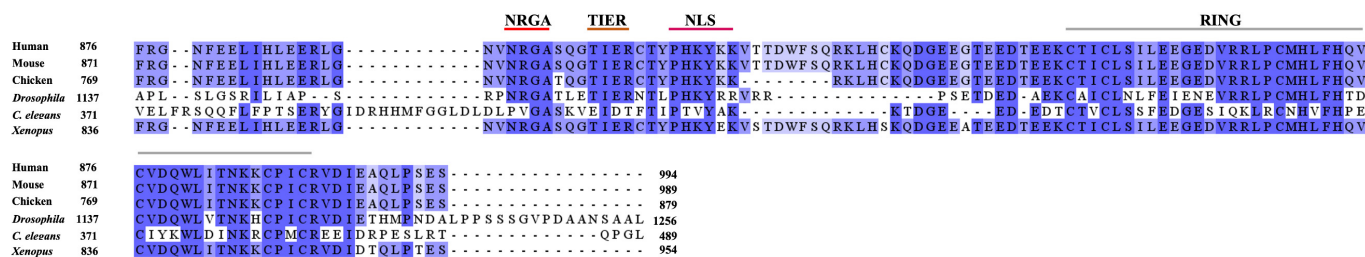 NRGA TIER NLS RING
Human 876 FRG--NFEELIHLEERLG------------NVNRGASQGTIERCTYPHKYKKVTTDWFSQRKLHCKQDGEEGTEEDTEEKCTICLSILEEGEDVRRLPCMHLFHQV
Mouse 871 FRG--NFEELIHLEERLG------------NVNRGASQGTIERCTYPHKYKKVTTDWFSQRKLHCKQDGEEGTEEDTEEKCTICLSILEEGEDVRRLPCMHLFHQV
Chicken 769 FRG--NFEELIHLEERLG------------NVNRGATQGTIERCTYPHKYKK--------RKLHCKQDGEEGTEEDTEEKCTICLSILEEGEDVRRLPCMHLFHQV
Drosophila 1137 APL--SLGSRILIAP--S------------RPNRGATLETIERNTLPHKYRRVRR--------------PSETDED-AEKCAICLNLFEIENEVRRLPCMHLFHTD
C. elegans 371 VELFRSQQFLFPTSERYGIDRHHMFGGLDLDLPVGASKVEIDTFTIPTVYAK-------------KTDGE---ED--EDTCTVCLSSFEDGESIQKLRCNHVFHPE
Xenopus 836 FRG--NFEELIHLEERLG------------NVNRGASQGTIERCTYPHKYEKVSTDWFSQRKLHSKQDGEEATEEDTEEKCTICLSILEEGEDVRRLPCMHLFHQV
Human 876 CVDQWLITNKKCPICRVDIEAQLPSES----------------- 994
Mouse 871 CVDQWLITNKKCPICRVDIEAQLPSES----------------- 989
Chicken 769 CVDQWLITNKKCPICRVDIEAQLPSES----------------- 879
Drosophila 1137 CVDQWLVTNKHCPICRVDIETHMPNDALPPSSSGVPDAANSAAL 1256
C. elegans 371 CIYKWLDINKRCPMCREEIDRPESLRT-------------QPGL 489
Xenopus 836 CVDQWLITNKKCPICRVDIDTQLPTES----------------- 954